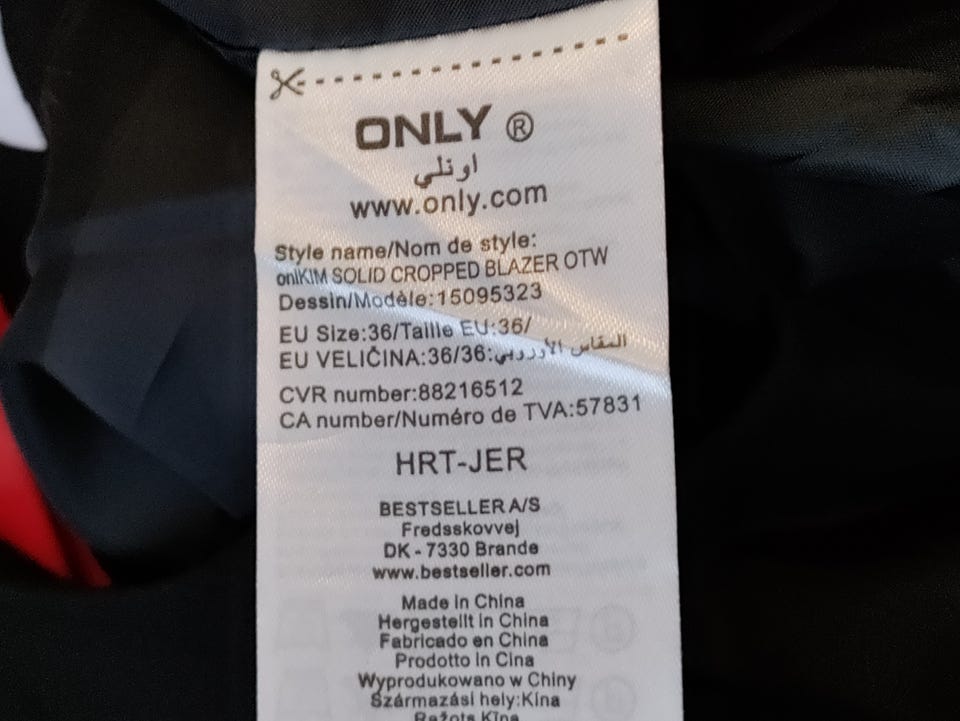 ONLY ®
اونلي
www.only.com
Style name/Nom de style:
onlKIM SOLID CROPPED BLAZER OTW
Dessin/Modèle:15095323
EU Size:36/Taille EU:36/
EU VELIČINA:36/36:المقاس الأوروبي
CVR number:88216512
CA number/Numéro de TVA:57831
HRT-JER
BESTSELLER A/S
Fredsskovvej
DK - 7330 Brande
www.bestseller.com
Made in China
Hergestellt in China
Fabricado en China
Prodotto in Cina
Wyprodukowano w Chiny
Származási hely:Kína
Ražots Ķīna